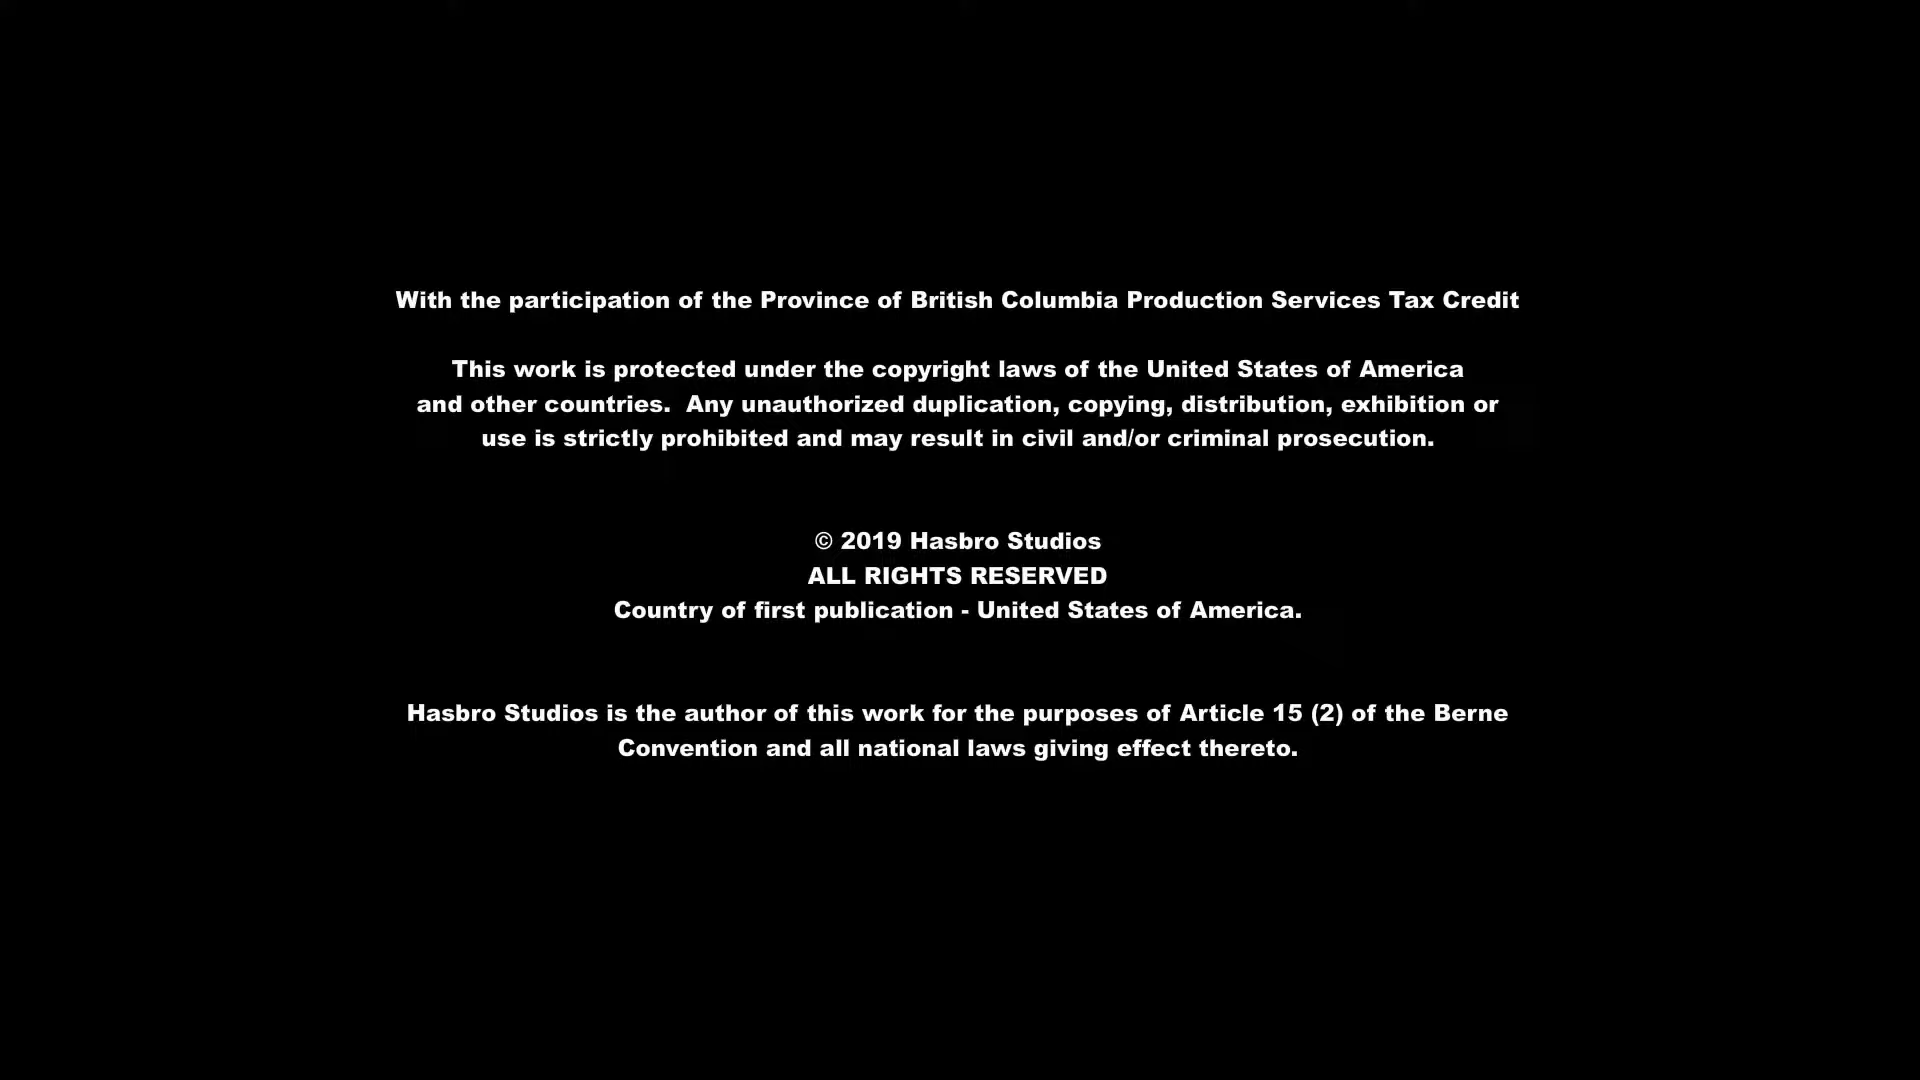 With the participation of the Province of British Columbia Production Services Tax Credit
This work is protected under the copyright laws of the United States of America
and other countries.  Any unauthorized duplication, copying, distribution, exhibition or
use is strictly prohibited and may result in civil and/or criminal prosecution.
© 2019 Hasbro Studios
ALL RIGHTS RESERVED
Country of first publication - United States of America.
Hasbro Studios is the author of this work for the purposes of Article 15 (2) of the Berne
Convention and all national laws giving effect thereto.